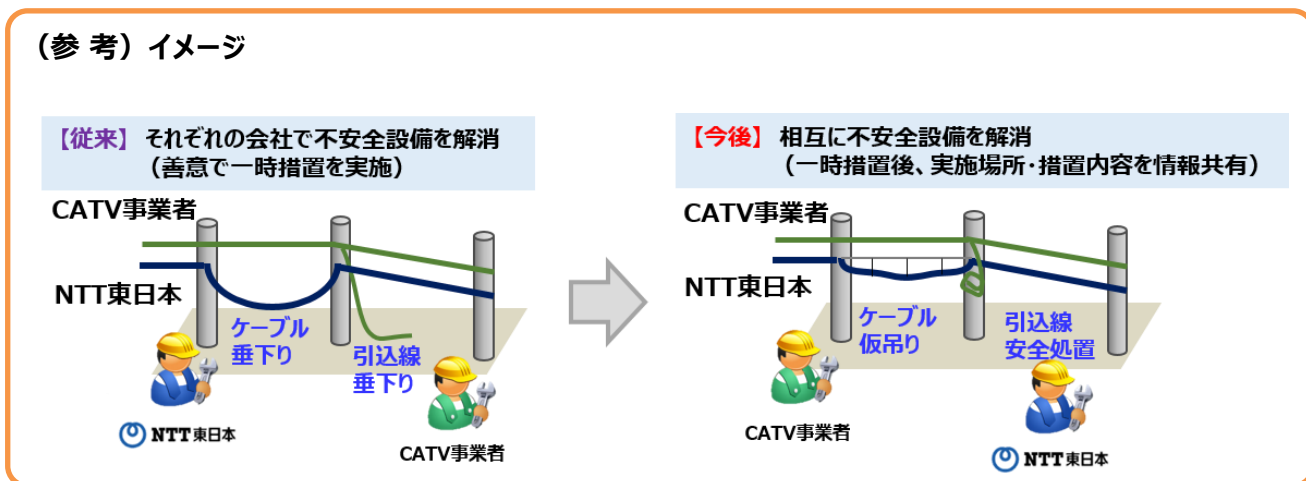 （参 考）イメージ
【従来】 それぞれの会社で不安全設備を解消
（善意で一時措置を実施）
CATV事業者
NTT東日本
ケーブル
垂下り
引込線
垂下り
NTT東日本
CATV事業者
【今後】 相互に不安全設備を解消
（一時措置後、実施場所・措置内容を情報共有）
CATV事業者
NTT東日本
ケーブル
仮吊り
引込線
安全処置
CATV事業者
NTT東日本